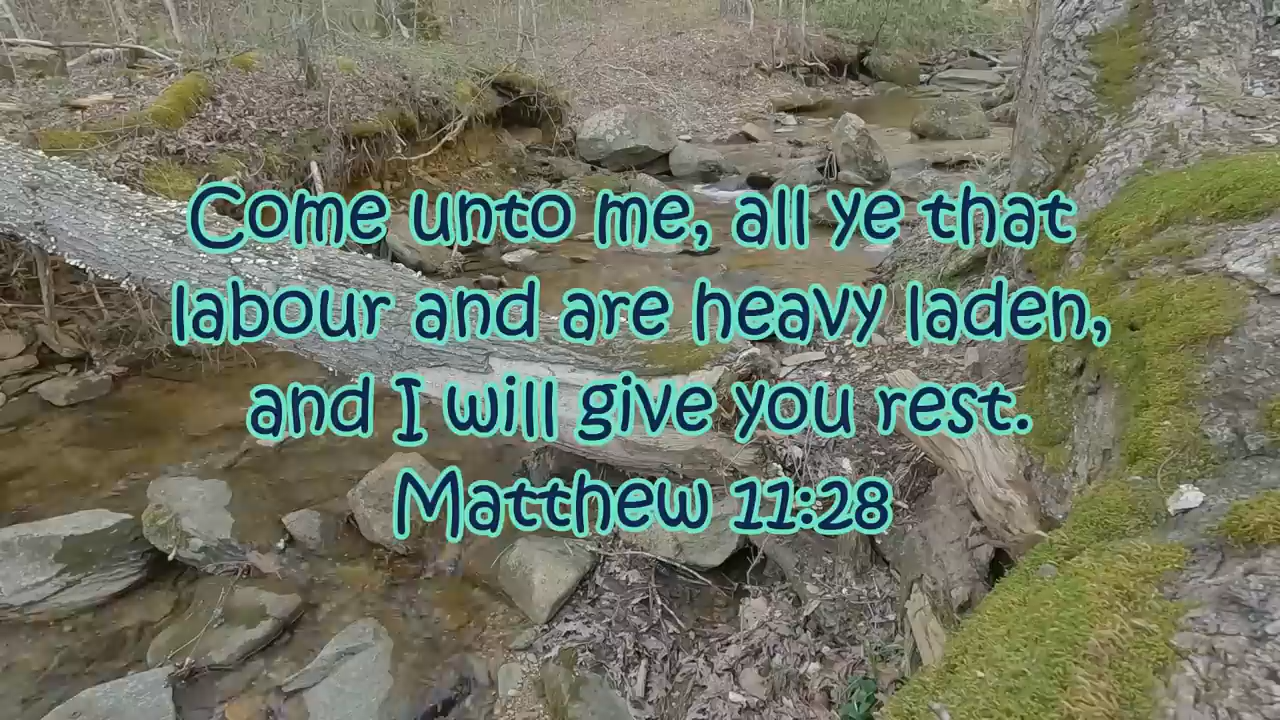 Come unto me, all ye that
labour and are heavy laden,
and I will give you rest.
Matthew 11:28